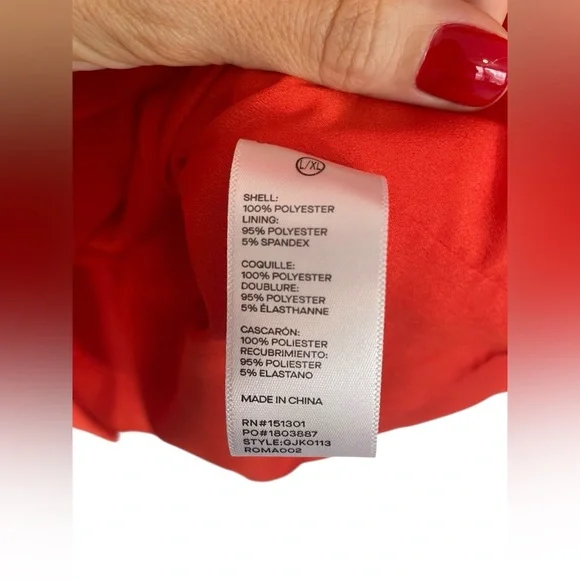 L/XL
SHELL:
100% POLYESTER
LINING:
95% POLYESTER
5% SPANDEX
COQUILLE:
100% POLYESTER
DOUBLURE:
95% POLYESTER
5% ÉLASTHANNE
CASCARÓN:
100% POLIESTER
RECUBRIMIENTO:
95% POLIESTER
5% ELASTANO
MADE IN CHINA
RN#151301
PO#1803887
STYLE:GJK0113
ROMA002